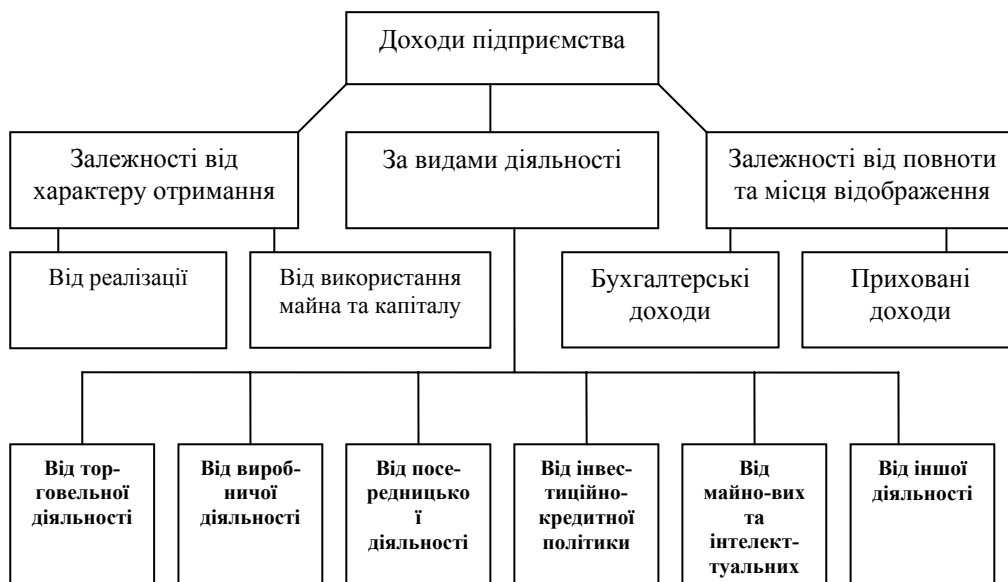 Доходи підприємства
Залежності від
характеру отримання
За видами діяльності
Залежності від повноти
та місця відображення
Від реалізації
Від використання
майна та капіталу
Бухгалтерські
доходи
Приховані
доходи
Від тор-
говельної
діяльності
Від вироб-
ничої
діяльності
Від посе-
редницько
ї
діяльності
Від інвес-
тиційно-
кредитної
політики
Від
майно-вих
та
інтелект-
туальних
Від іншої
діяльності